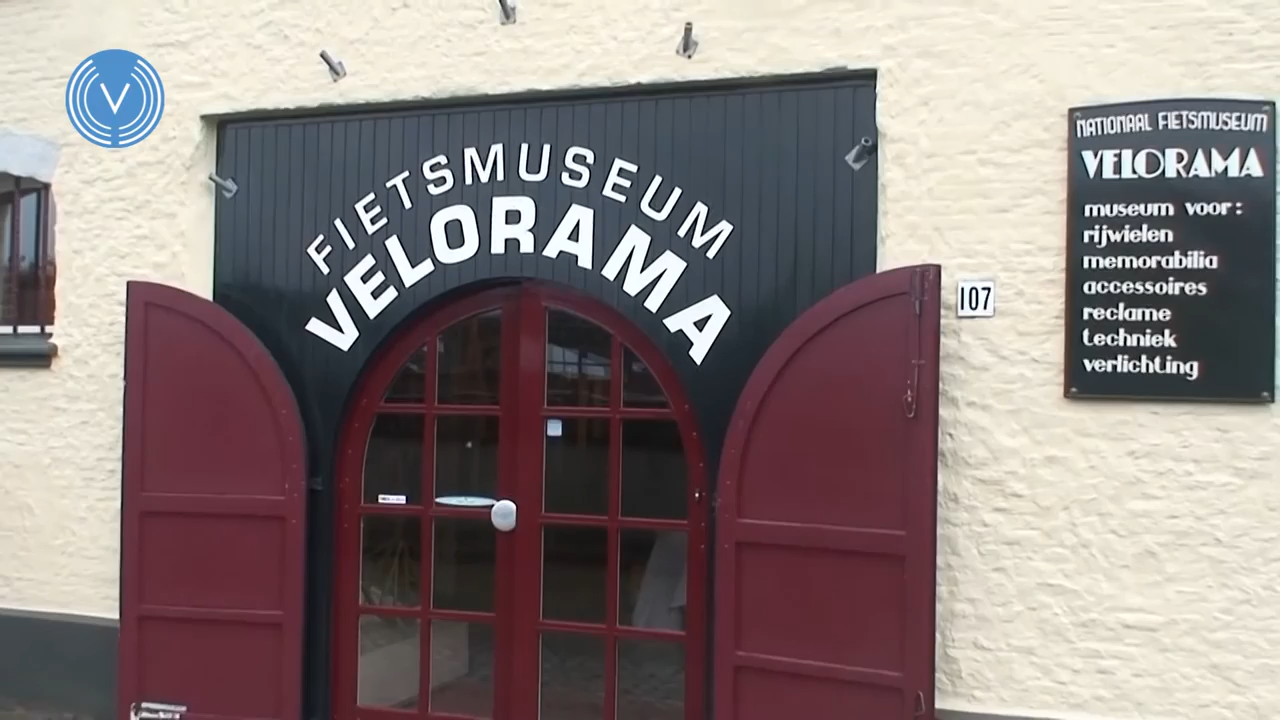 V
FIETSMUSEUM
VELORAMA
107
NATIONAAL FIETSMUSEUM
VELORAMA
museum voor:
rijwielen
memorabilia
accessoires
reclame
techniek
verlichting